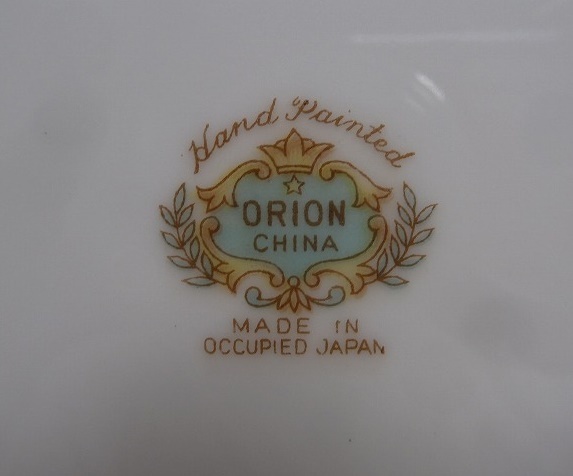 Hand Painted
ORION
CHINA
MADE IN
OCCUPIED JAPAN